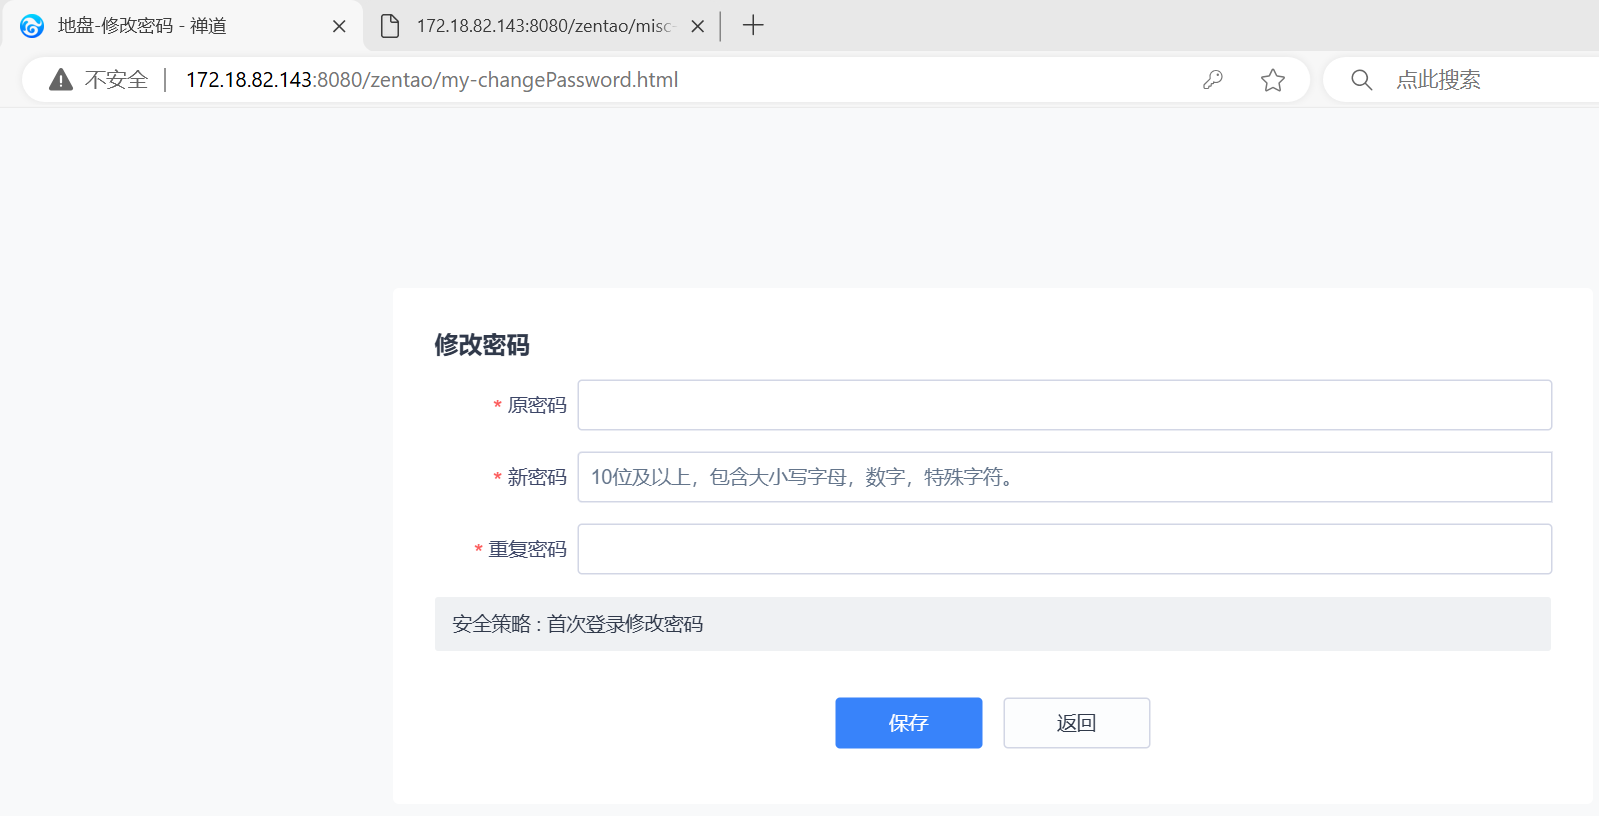 地盘-修改密码 - 禅道
172.18.82.143:8080/zentao/misc-
不安全
172.18.82.143:8080/zentao/my-changePassword.html
点此搜索
修改密码
* 原密码
* 新密码 10位及以上，包含大小写字母，数字，特殊字符。
* 重复密码
安全策略 : 首次登录修改密码
保存 返回